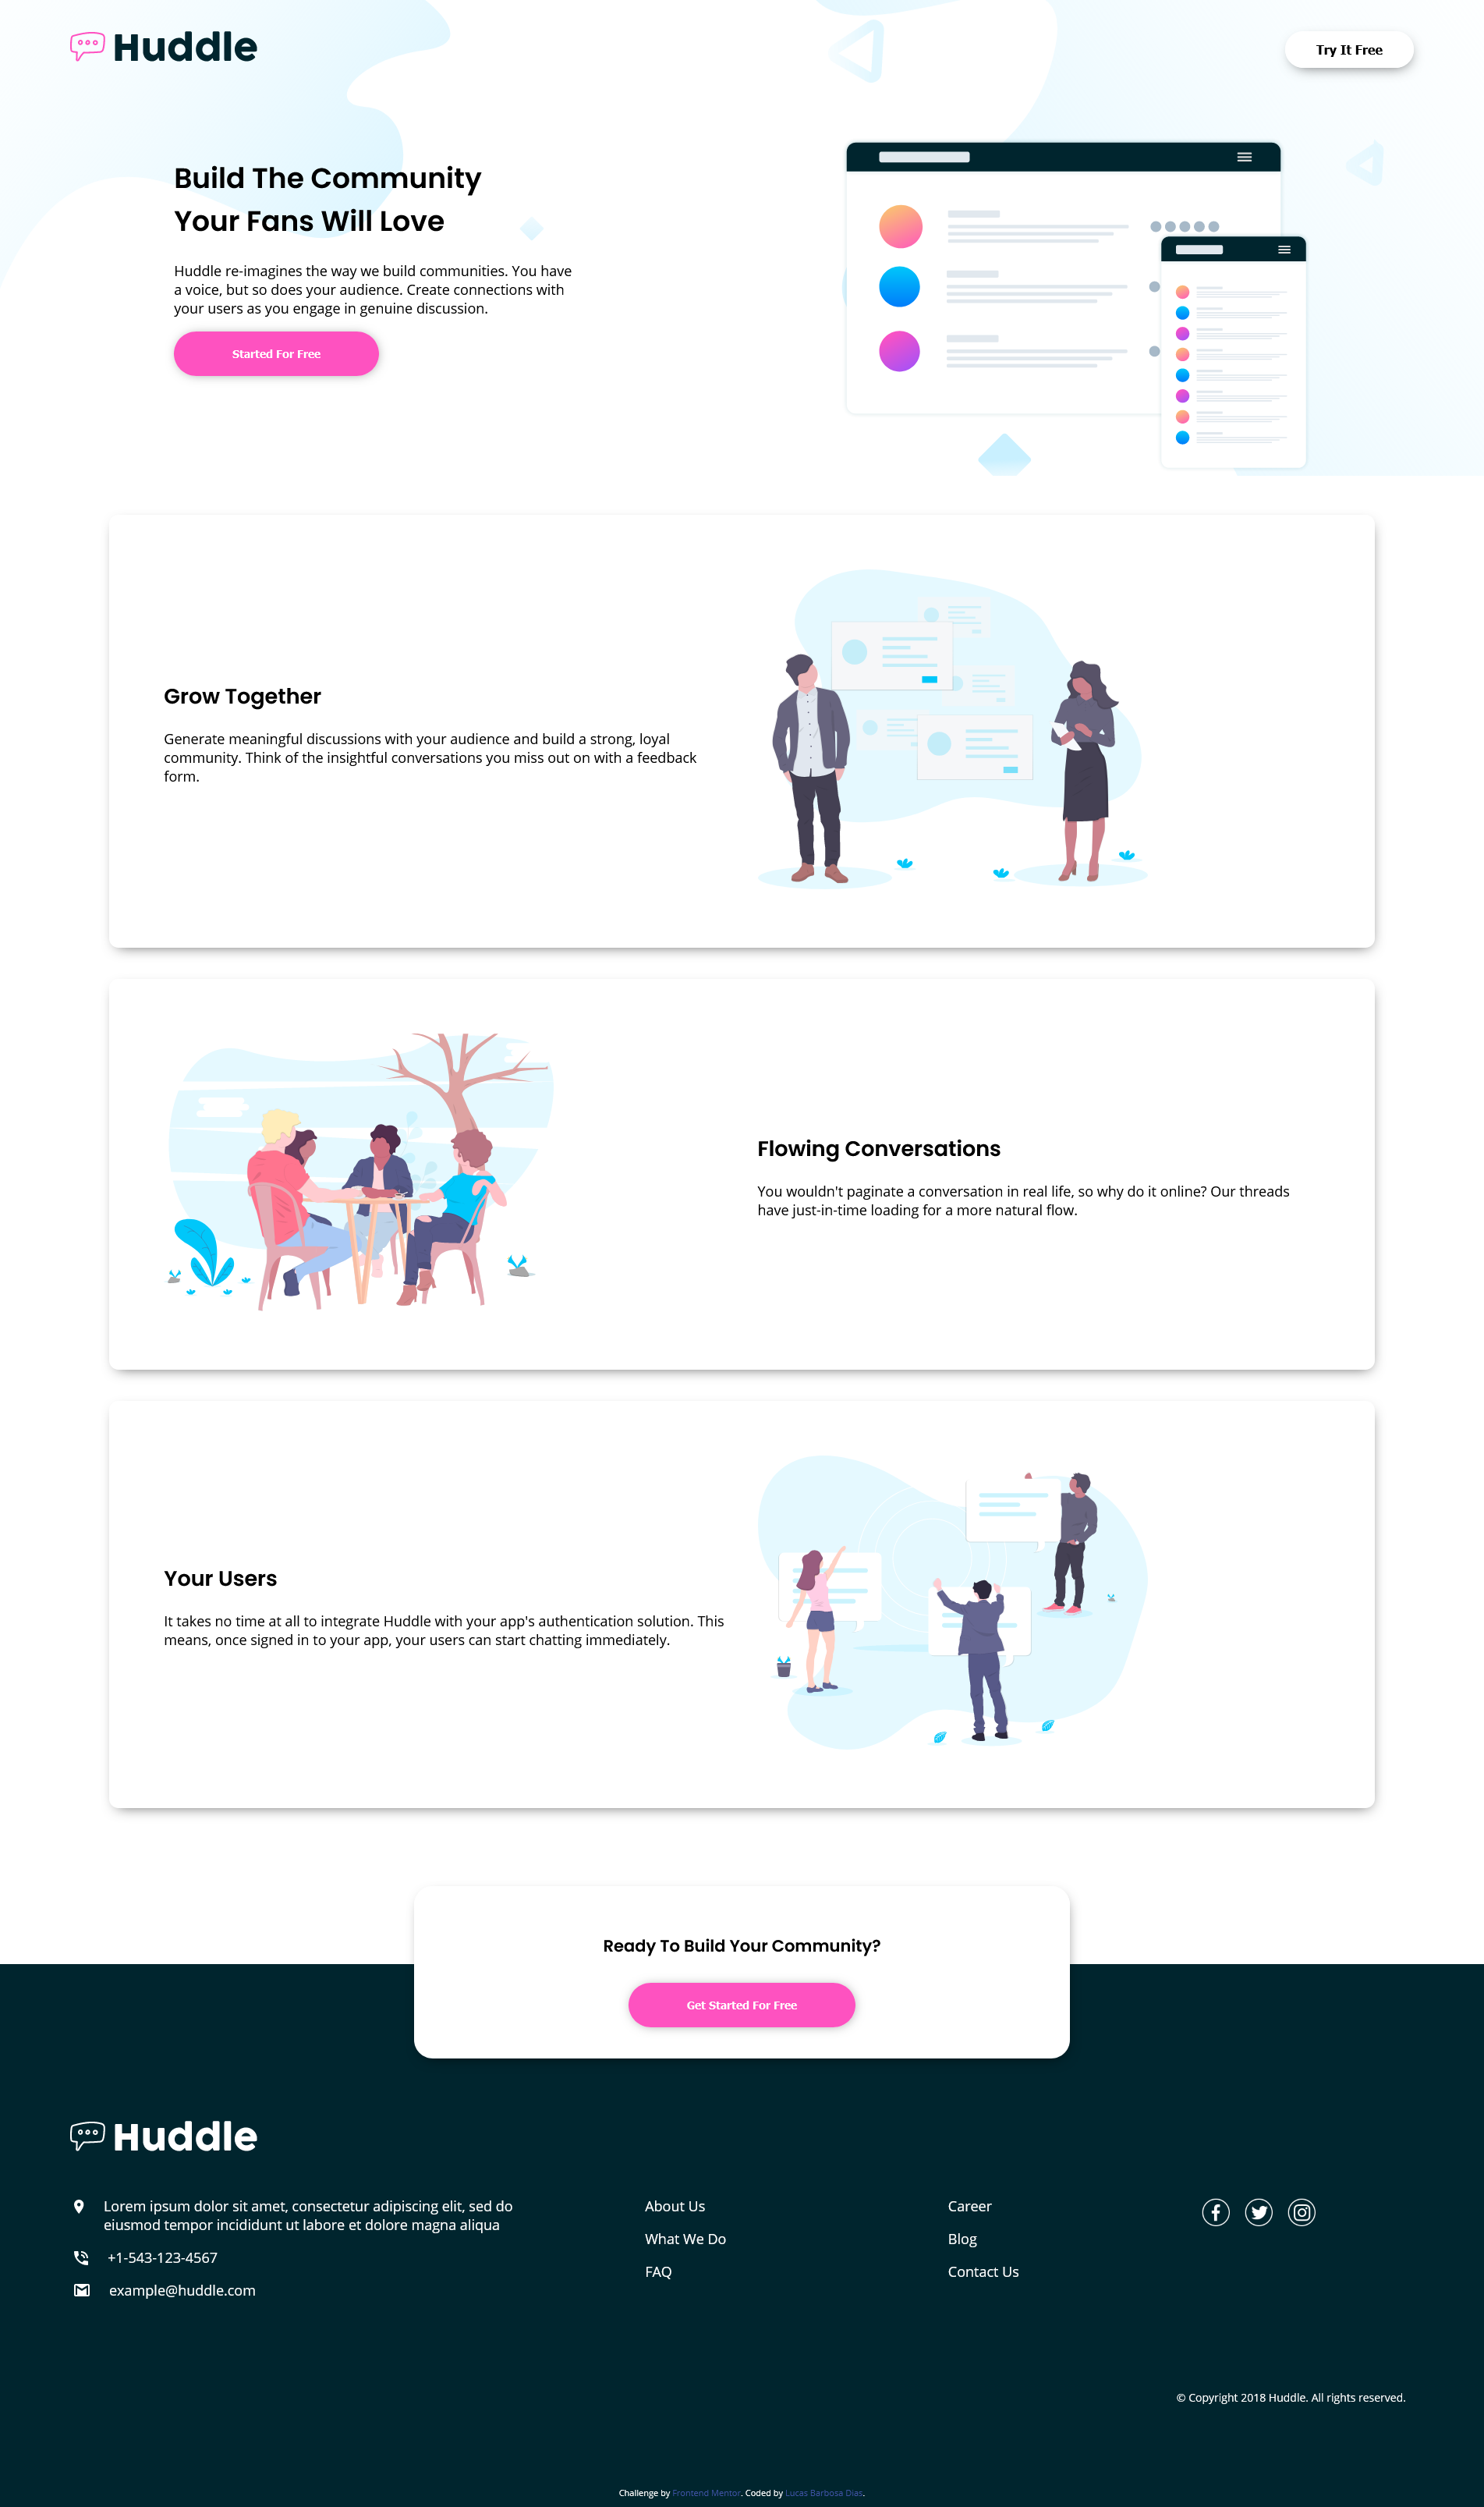 Huddle
Try It Free
Build The Community
Your Fans Will Love
Huddle re-imagines the way we build communities. You have
a voice, but so does your audience. Create connections with
your users as you engage in genuine discussion.
Started For Free
Grow Together
Generate meaningful discussions with your audience and build a strong, loyal
community. Think of the insightful conversations you miss out on with a feedback
form.
Flowing Conversations
You wouldn't paginate a conversation in real life, so why do it online? Our threads
have just-in-time loading for a more natural flow.
Your Users
It takes no time at all to integrate Huddle with your app's authentication solution. This
means, once signed in to your app, your users can start chatting immediately.
Ready To Build Your Community?
Get Started For Free
Huddle
Lorem ipsum dolor sit amet, consectetur adipiscing elit, sed do
eiusmod tempor incididunt ut labore et dolore magna aliqua
+1-543-123-4567
example@huddle.com
About Us
What We Do
FAQ
Career
Blog
Contact Us
© Copyright 2018 Huddle. All rights reserved.
Challenge by Frontend Mentor. Coded by Lucas Barbosa Dias.